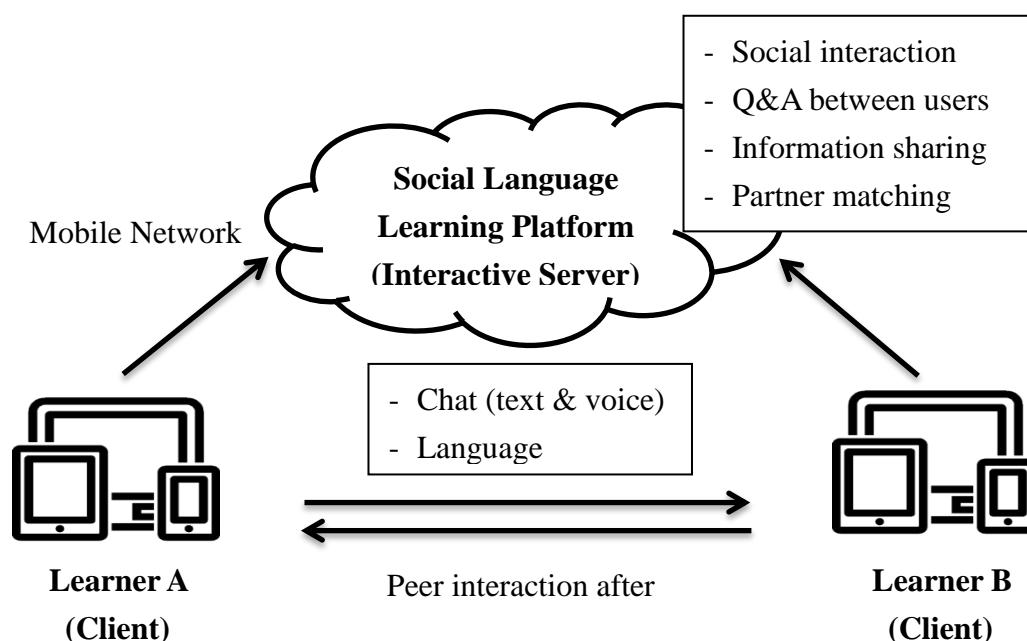 - Social interaction
- Q&A between users
- Information sharing
- Partner matching
Social Language
Learning Platform
(Interactive Server)
Mobile Network
- Chat (text & voice)
- Language
Learner A
(Client)
Peer interaction after
Learner B
(Client)